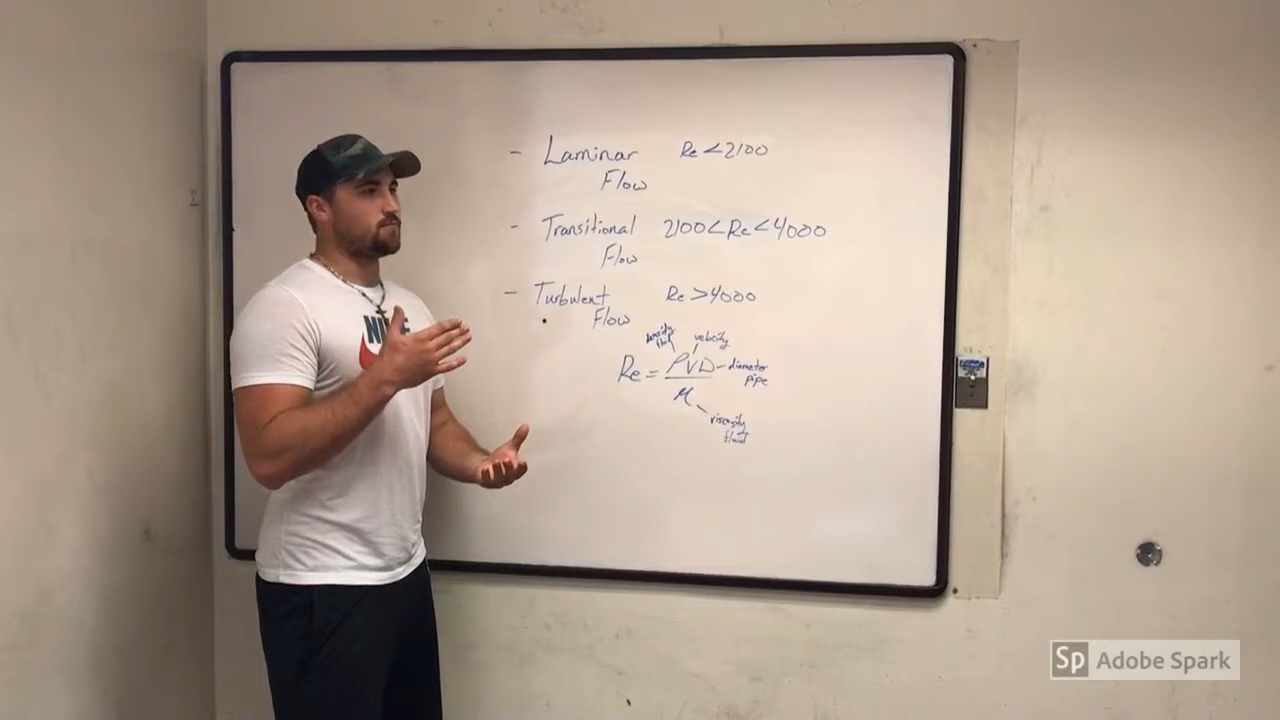 - Laminar Re < 2100
Flow
- Transitional 2100 < Re < 4000
Flow
- Turbulent Re > 4000
Flow
density velocity
fluid
Re = ρVD - diameter
pipe
μ
viscosity
fluid
NIKE
Sp Adobe Spark